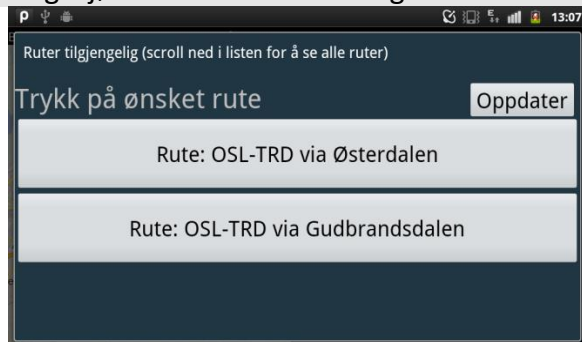 13:07
Ruter tilgjengelig (scroll ned i listen for å se alle ruter)
Trykk på ønsket rute
Oppdater
Rute: OSL-TRD via Østerdalen
Rute: OSL-TRD via Gudbrandsdalen